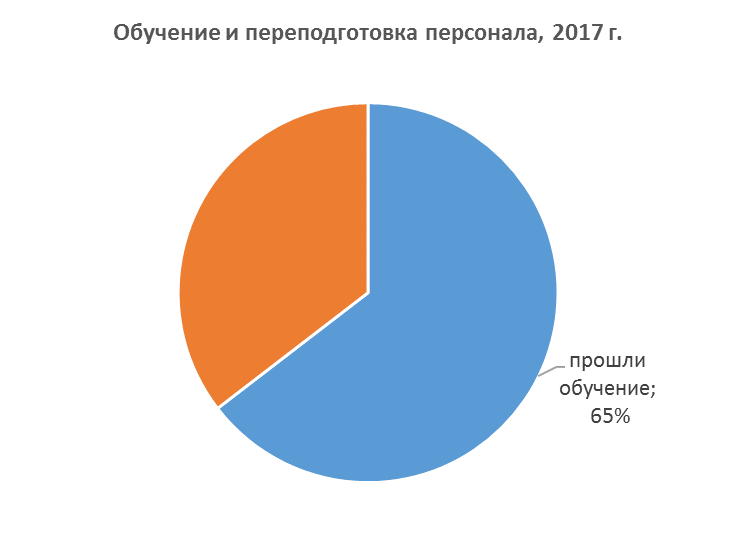 Обучение и переподготовка персонала, 2017 г.
прошли
обучение;
65%